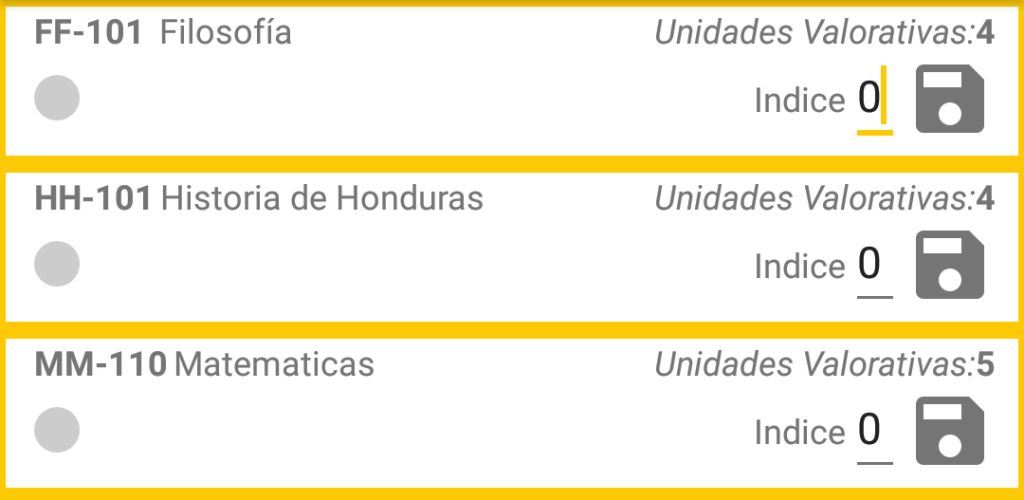 FF-101 Filosofía Unidades Valorativas:4
Indice 0
HH-101 Historia de Honduras Unidades Valorativas:4
Indice 0
MM-110 Matematicas Unidades Valorativas:5
Indice 0